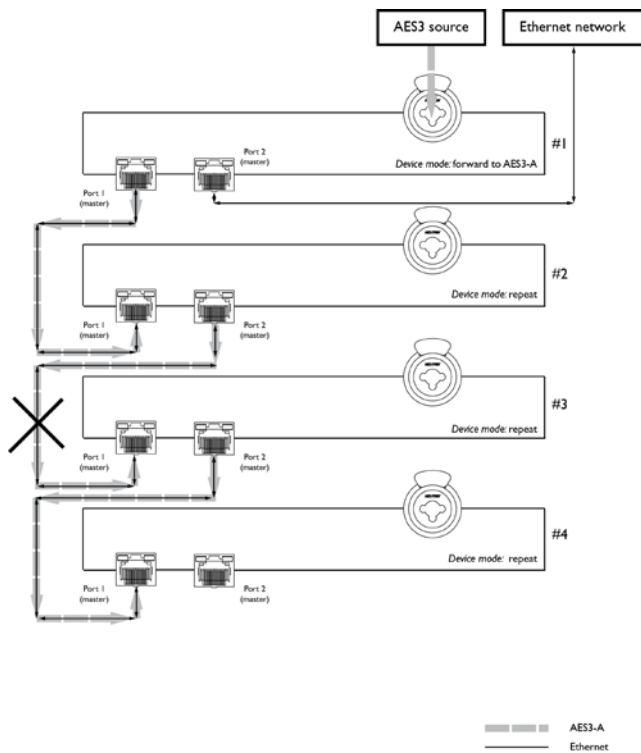 AES3 source
Ethernet network
Port 2
(master)
#1
Device mode: forward to AES3-A
Port 1
(master)
#2
Device mode: repeat
Port 1
(master)
Port 2
(master)
#3
Device mode: repeat
Port 1
(master)
Port 2
(master)
#4
Device mode: repeat
Port 1
(master)
Port 2
(master)
AES3-A
Ethernet